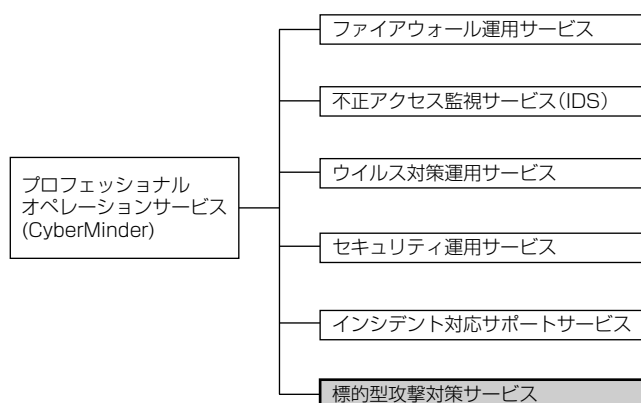 プロフェッショナル
オペレーションサービス
(CyberMinder)
ファイアウォール運用サービス
不正アクセス監視サービス(IDS)
ウイルス対策運用サービス
セキュリティ運用サービス
インシデント対応サポートサービス
標的型攻撃対策サービス